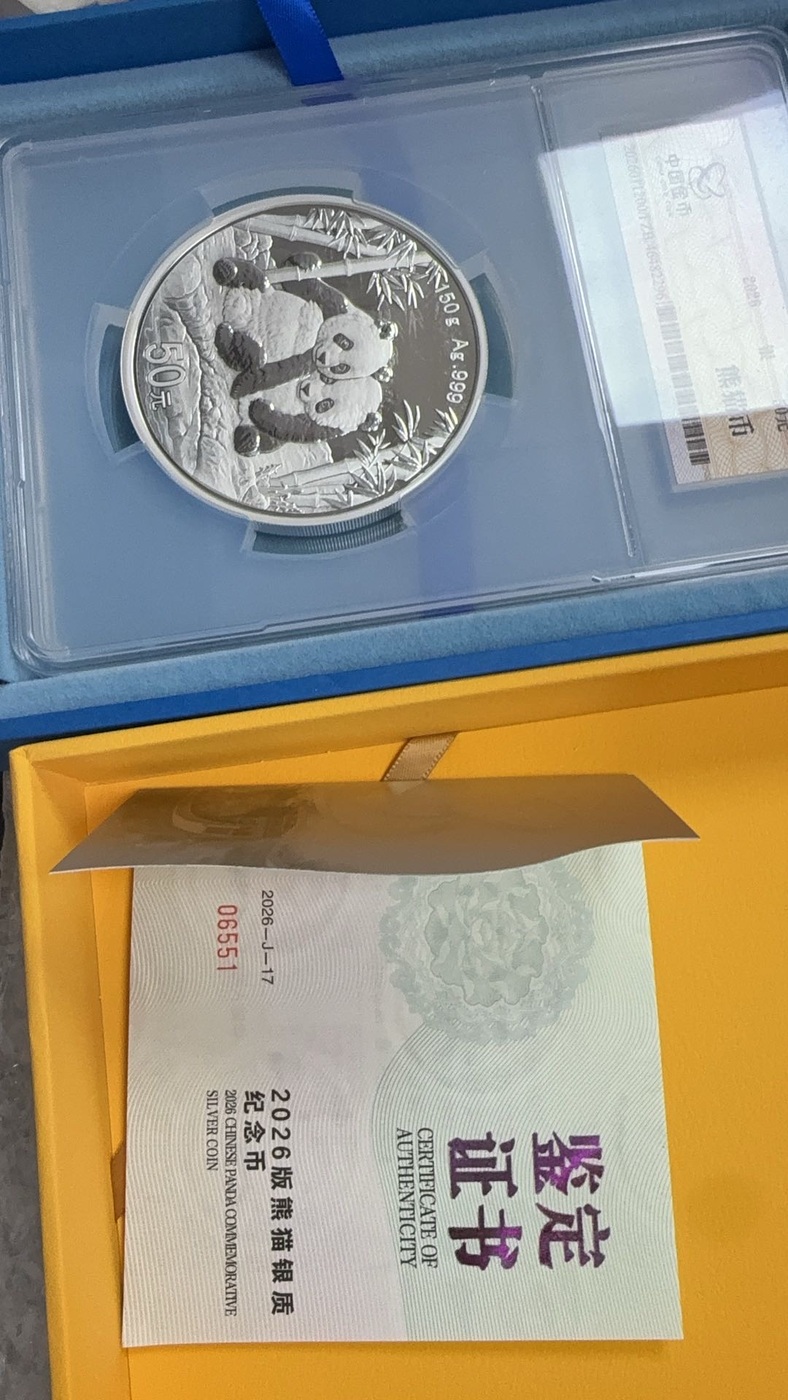 中国金币
2026
熊猫币
150g Ag.999
50元
鉴定
证书
CERTIFICATE OF
AUTHENTICITY
2026—J—17
06551
2026版熊猫银质
纪念币
2026 CHINESE PANDA COMMEMORATIVE
SILVER COIN